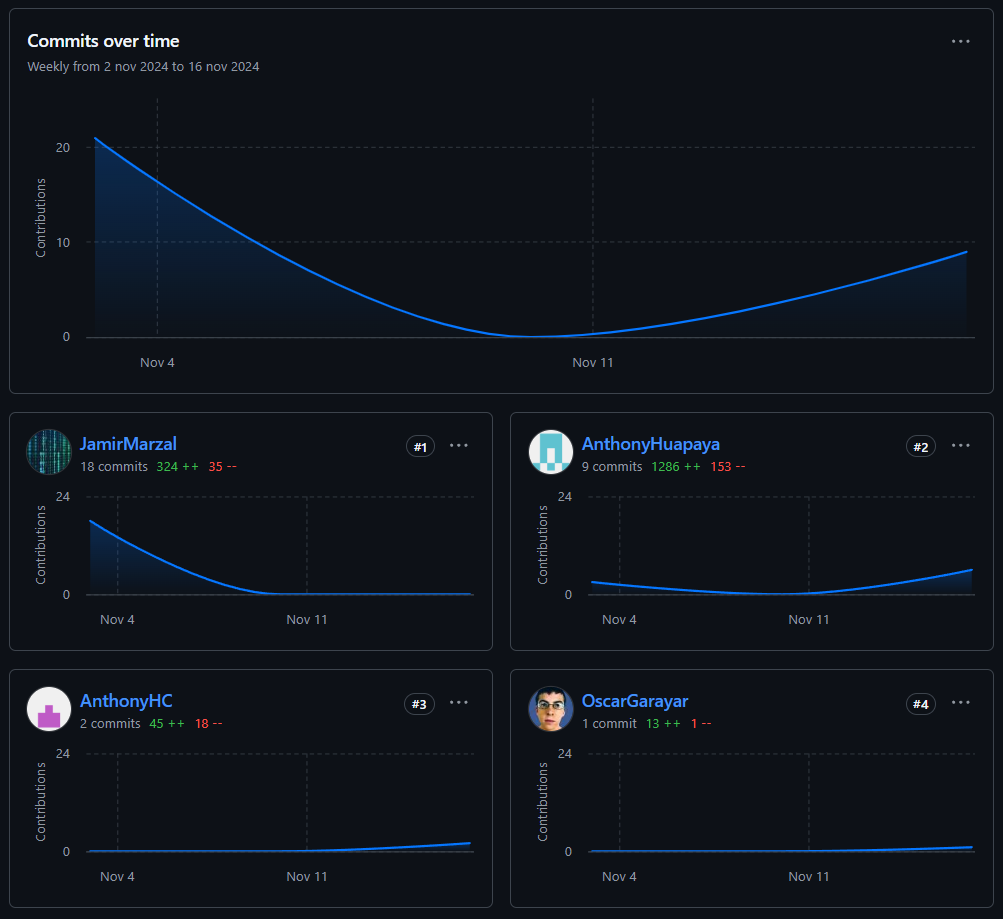 Commits over time
Weekly from 2 nov 2024 to 16 nov 2024
Contributions
20
10
0
Nov 4
Nov 11
JamirMarzal
#1
18 commits 324 ++ 35 --
Contributions
24
0
Nov 4
Nov 11
AnthonyHuapaya
#2
9 commits 1286 ++ 153 --
Contributions
24
0
Nov 4
Nov 11
AnthonyHC
#3
2 commits 45 ++ 18 --
Contributions
24
0
Nov 4
Nov 11
OscarGarayar
#4
1 commit 13 ++ 1 --
Contributions
24
0
Nov 4
Nov 11